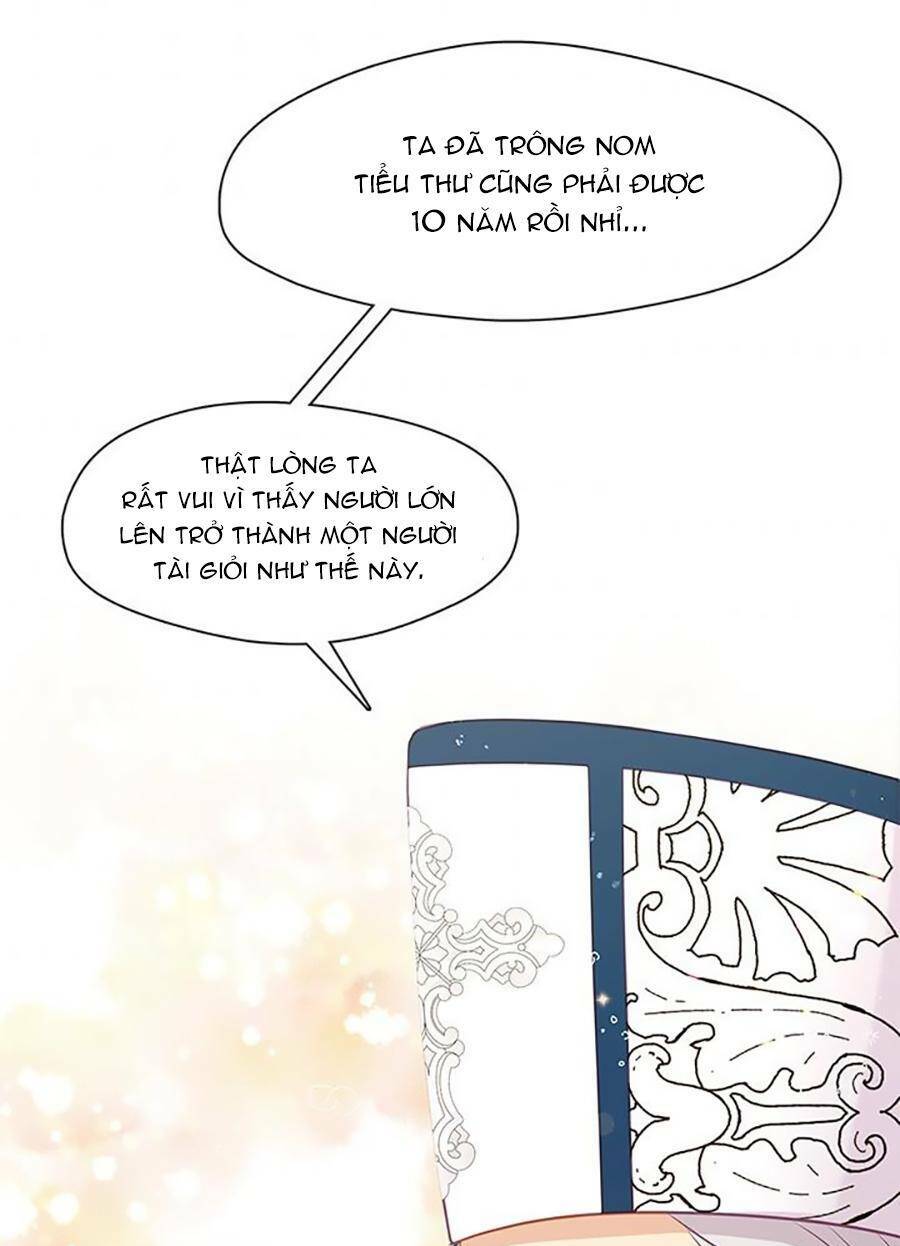 TA ĐÃ TRÔNG NOM
TIỂU THƯ CŨNG PHẢI ĐƯỢC
10 NĂM RỒI NHỈ...
THẬT LÒNG TA
RẤT VUI VÌ THẤY NGƯỜI LỚN
LÊN TRỞ THÀNH MỘT NGƯỜI
TÀI GIỎI NHƯ THẾ NÀY.